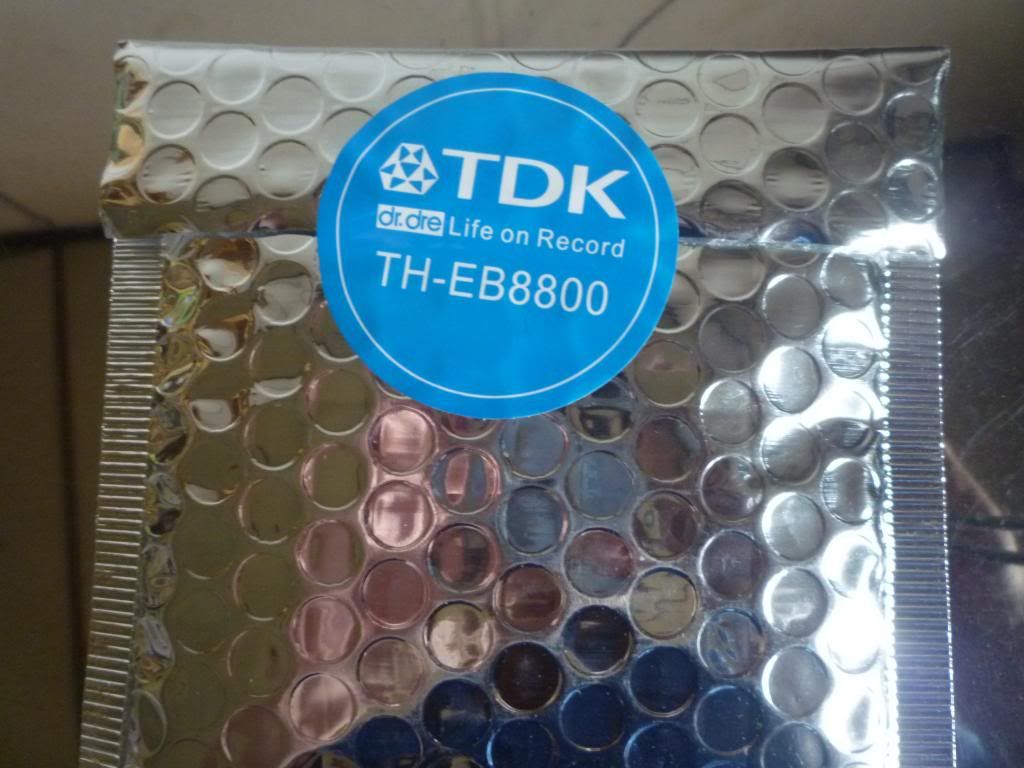 TDK
dr.dre Life on Record
TH-EB8800